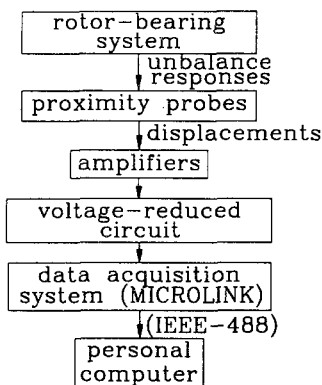 rotor-bearing
system
unbalance
responses
proximity probes
displacements
amplifiers
voltage-reduced
circuit
data acquisition
system (MICROLINK)
(IEEE-488)
personal
computer